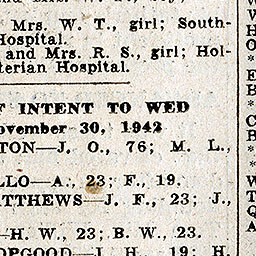 Mrs. W. T., girl; South-
Hospital.
and Mrs. R. S., girl; Hol-
terian Hospital.
INTENT TO WED
ovember 30, 1942
TON—J. O., 76; M. L.,
LLO—A., 23; F., 19.
ATTHEWS—J. F., 23; J.,
—H. W., 23; B. W., 23.
OPGOOD—J. H., 19; H.